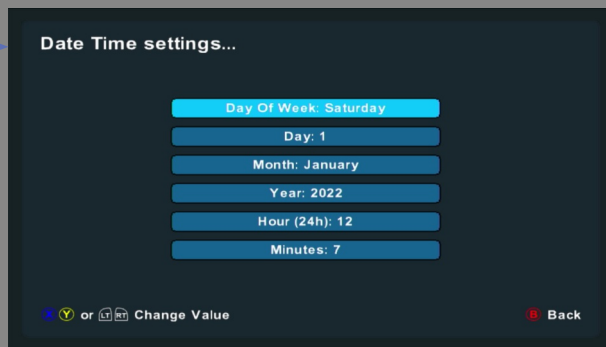 Date Time settings...
Day Of Week: Saturday
Day: 1
Month: January
Year: 2022
Hour (24h): 12
Minutes: 7
X Y or LT RT Change Value
B Back